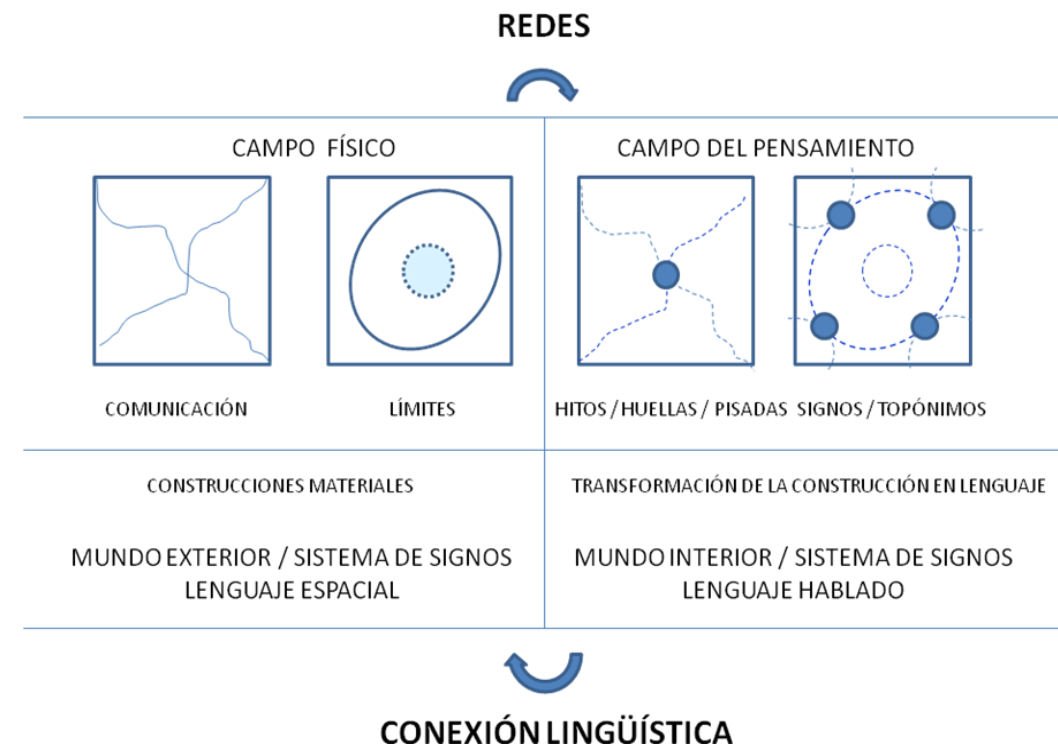 REDES
CAMPO FÍSICO
CAMPO DEL PENSAMIENTO
COMUNICACIÓN
LÍMITES
HITOS / HUELLAS / PISADAS
SIGNOS / TOPÓNIMOS
CONSTRUCCIONES MATERIALES
TRANSFORMACIÓN DE LA CONSTRUCCIÓN EN LENGUAJE
MUNDO EXTERIOR / SISTEMA DE SIGNOS
LENGUAJE ESPACIAL
MUNDO INTERIOR / SISTEMA DE SIGNOS
LENGUAJE HABLADO
CONEXIÓN LINGÜÍSTICA